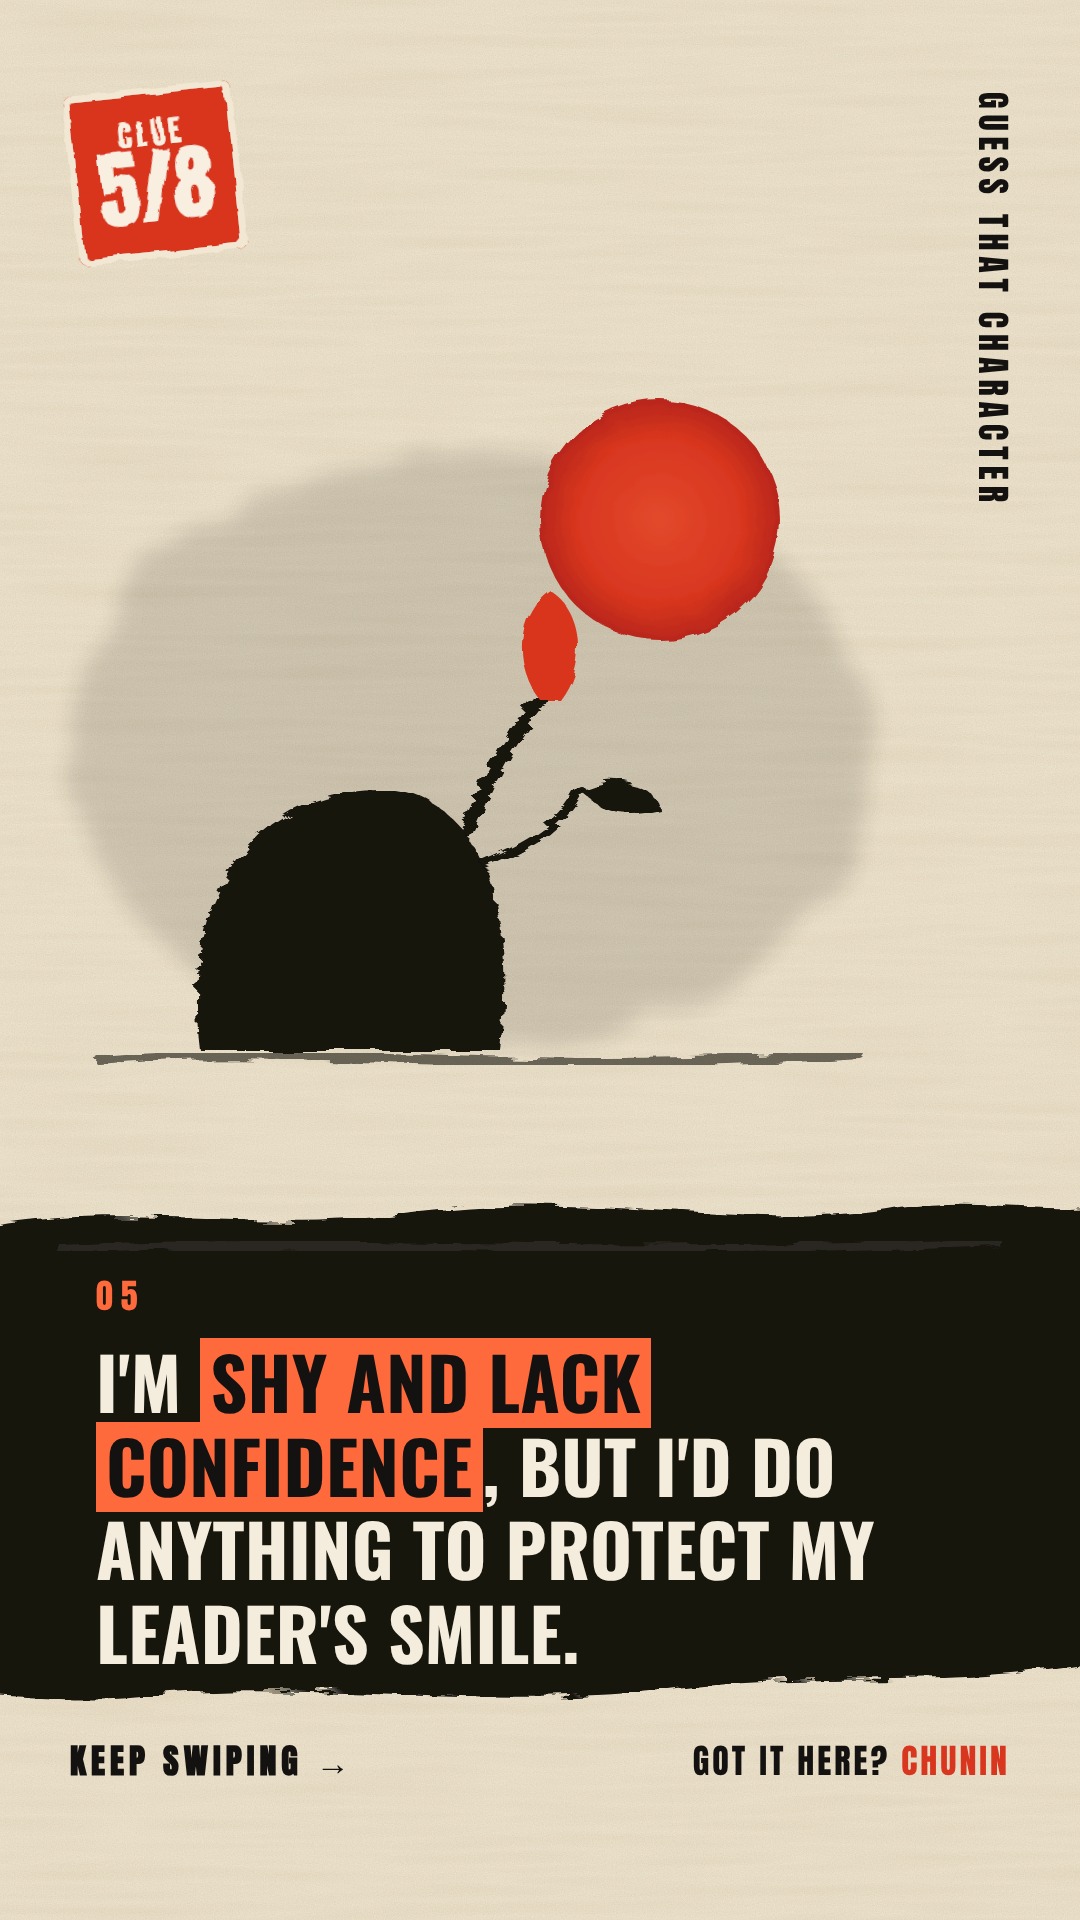 CLUE
5/8
GUESS THAT CHARACTER
05
I'M SHY AND LACK
CONFIDENCE, BUT I'D DO
ANYTHING TO PROTECT MY
LEADER'S SMILE.
KEEP SWIPING →
GOT IT HERE? CHUNIN